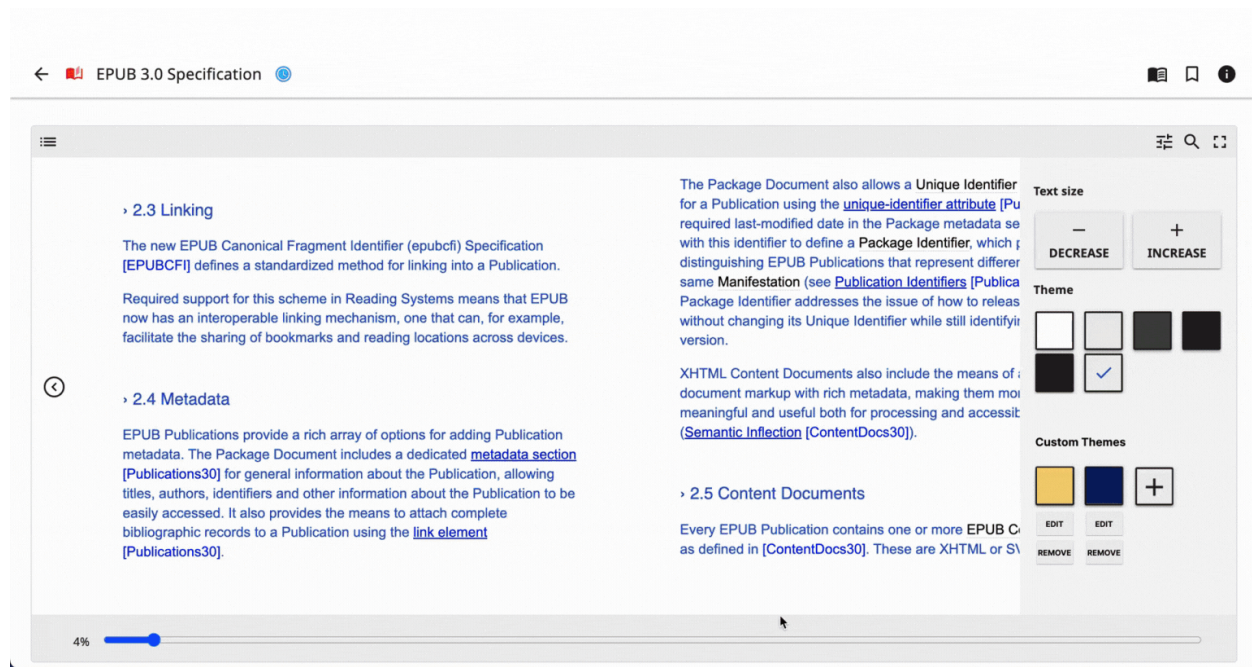 EPUB 3.0 Specification
› 2.3 Linking
The new EPUB Canonical Fragment Identifier (epubcfi) Specification
[EPUBCFI] defines a standardized method for linking into a Publication.
Required support for this scheme in Reading Systems means that EPUB
now has an interoperable linking mechanism, one that can, for example,
facilitate the sharing of bookmarks and reading locations across devices.
› 2.4 Metadata
EPUB Publications provide a rich array of options for adding Publication
metadata. The Package Document includes a dedicated metadata section
[Publications30] for general information about the Publication, allowing
titles, authors, identifiers and other information about the Publication to be
easily accessed. It also provides the means to attach complete
bibliographic records to a Publication using the link element
[Publications30].
The Package Document also allows a Unique Identifier
for a Publication using the unique-identifier attribute [Pu
required last-modified date in the Package metadata se
with this identifier to define a Package Identifier, which
distinguishing EPUB Publications that represent differen
same Manifestation (see Publication Identifiers [Publica
Package Identifier addresses the issue of how to releas
without changing its Unique Identifier while still identifyin
version.
XHTML Content Documents also include the means of
document markup with rich metadata, making them mo
meaningful and useful both for processing and accessib
(Semantic Inflection [ContentDocs30]).
› 2.5 Content Documents
Every EPUB Publication contains one or more EPUB C
as defined in [ContentDocs30]. These are XHTML or SV
Text size
DECREASE INCREASE
Theme
Custom Themes
EDIT EDIT
REMOVE REMOVE
4%